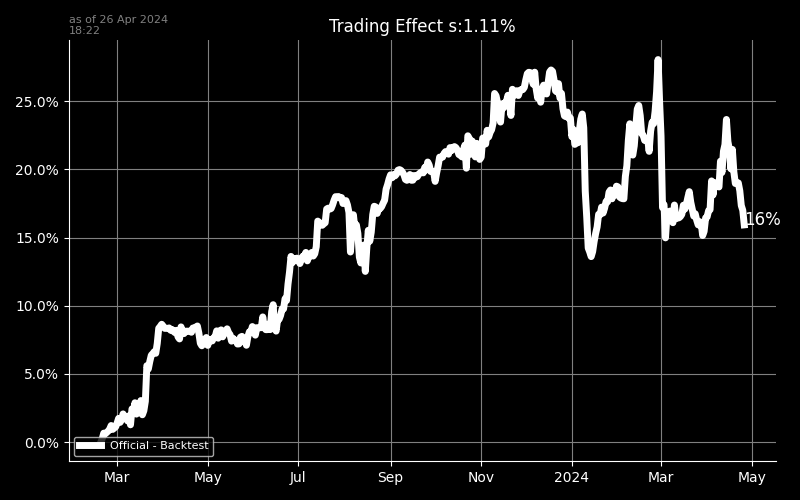 as of 26 Apr 2024
18:22
Trading Effect s:1.11%
25.0%
20.0%
15.0%
10.0%
5.0%
0.0%
16%
Official - Backtest
Mar May Jul Sep Nov 2024 Mar May